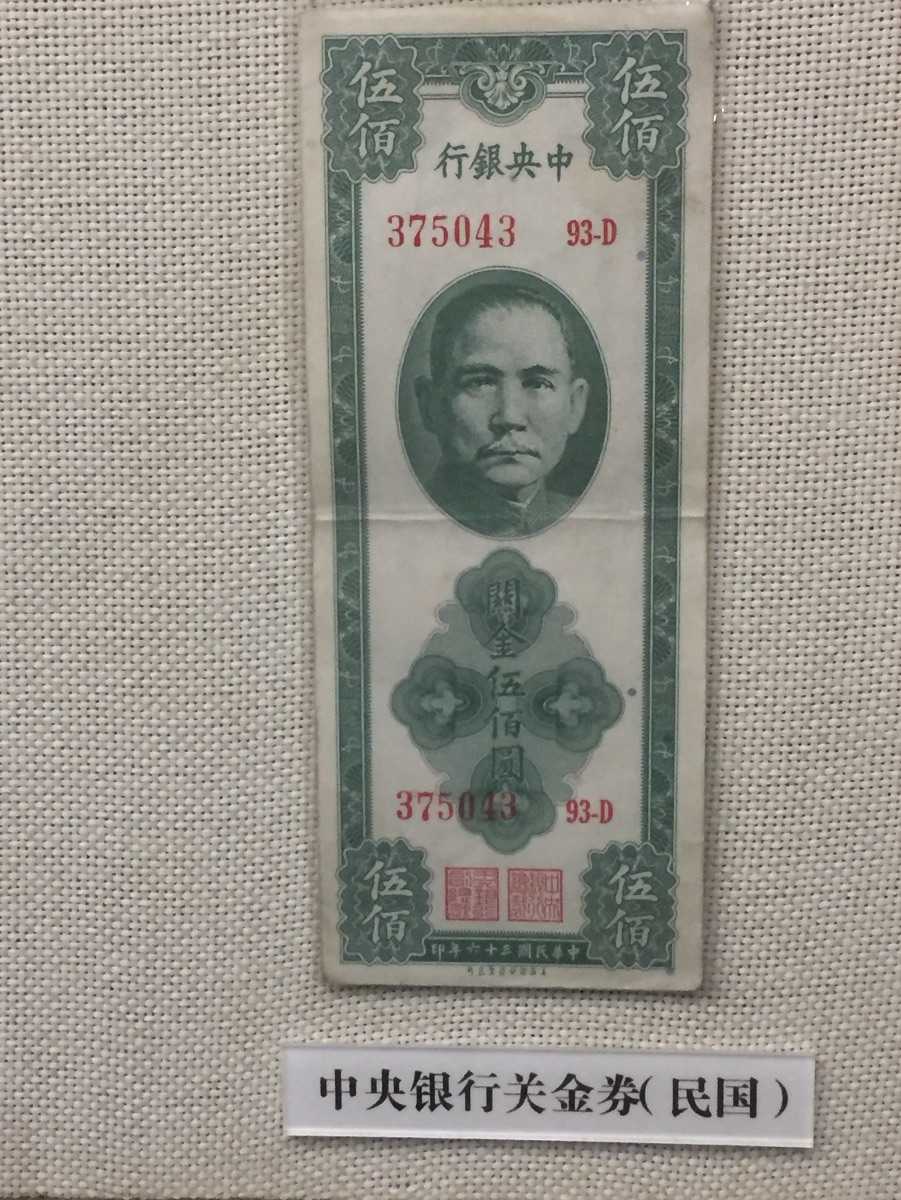 伍佰
伍佰
中央銀行
375043 93-D
關金伍佰圓
375043 93-D
伍佰
伍佰
中華民國三十六年印
中央银行关金券（民国）